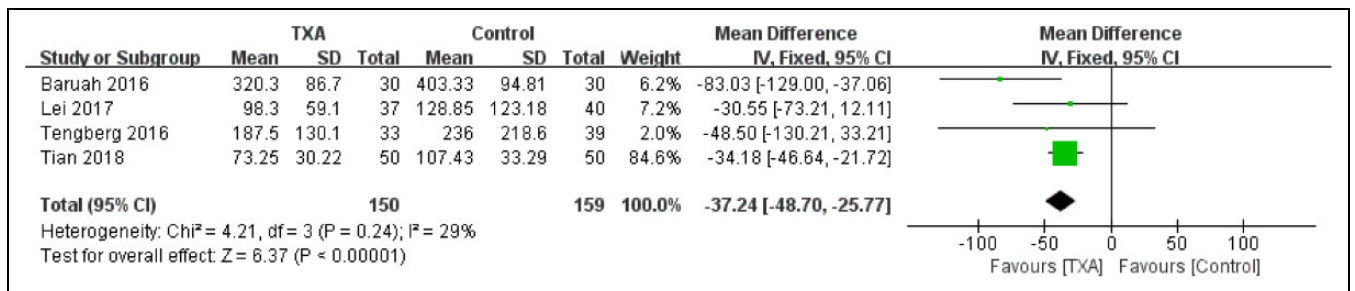 TXA Control Mean Difference Mean Difference
Study or Subgroup Mean SD Total Mean SD Total Weight IV, Fixed, 95% CI IV, Fixed, 95% CI
Baruah 2016 320.3 86.7 30 403.33 94.81 30 6.2% -83.03 [-129.00, -37.06]
Lei 2017 98.3 59.1 37 128.85 123.18 40 7.2% -30.55 [-73.21, 12.11]
Tengberg 2016 187.5 130.1 33 236 218.6 39 2.0% -48.50 [-130.21, 33.21]
Tian 2018 73.25 30.22 50 107.43 33.29 50 84.6% -34.18 [-46.64, -21.72]
Total (95% CI) 150 159 100.0% -37.24 [-48.70, -25.77]
Heterogeneity: Chi² = 4.21, df = 3 (P = 0.24); I² = 29%
Test for overall effect: Z = 6.37 (P < 0.00001)
-100 -50 0 50 100
Favours [TXA] Favours [Control]